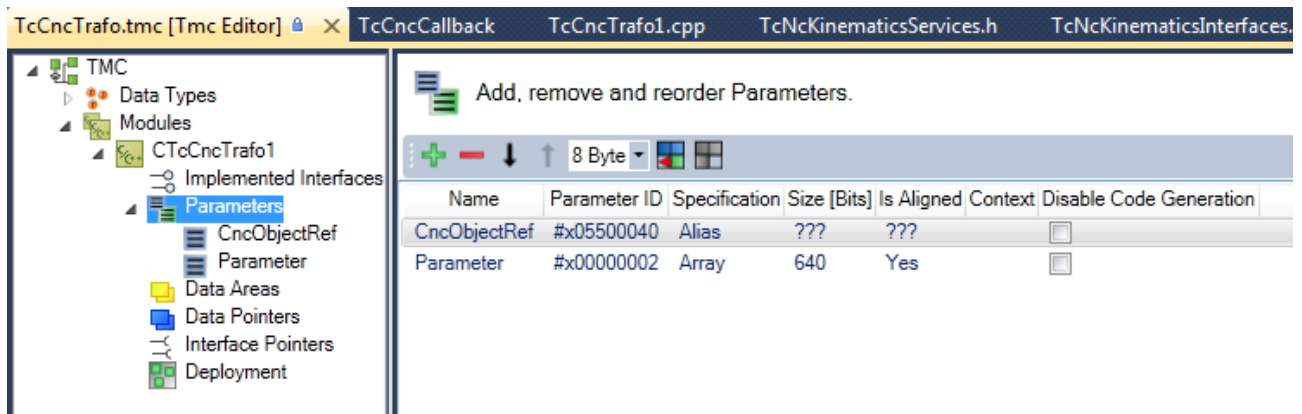 TcCncTrafo.tmc [Tmc Editor] TcCncCallback TcCncTrafo1.cpp TcNcKinematicsServices.h TcNcKinematicsInterfaces.
TMC
Data Types
Modules
CTcCncTrafo1
Implemented Interfaces
Parameters
CncObjectRef
Parameter
Data Areas
Data Pointers
Interface Pointers
Deployment
Add, remove and reorder Parameters.
8 Byte
Name Parameter ID Specification Size [Bits] Is Aligned Context Disable Code Generation
CncObjectRef #x05500040 Alias ??? ???
Parameter #x00000002 Array 640 Yes